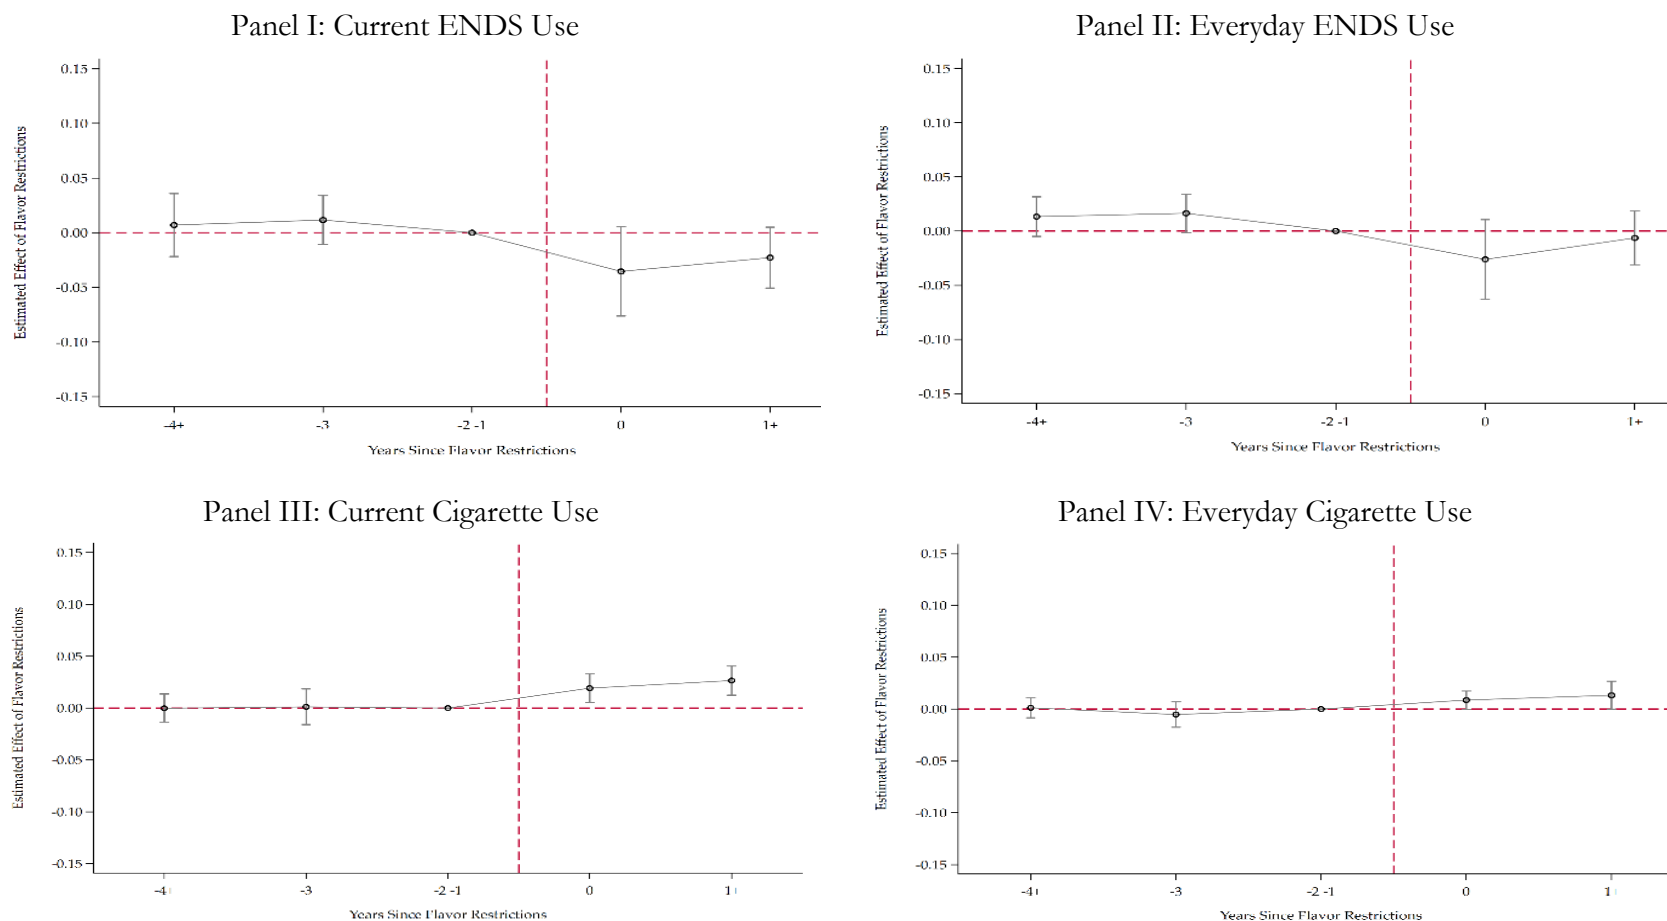 Panel I: Current ENDS Use
0.15
0.10
0.05
0.00
-0.05
-0.10
-0.15
Estimated Effect of Flavor Restrictions
-4+ -3 -2 -1 0 1+
Years Since Flavor Restrictions
Panel II: Everyday ENDS Use
0.15
0.10
0.05
0.00
-0.05
-0.10
-0.15
Estimated Effect of Flavor Restrictions
-4+ -3 -2 -1 0 1+
Years Since Flavor Restrictions
Panel III: Current Cigarette Use
0.15
0.10
0.05
0.00
-0.05
-0.10
-0.15
Estimated Effect of Flavor Restrictions
-4+ -3 -2 -1 0 1+
Years Since Flavor Restrictions
Panel IV: Everyday Cigarette Use
0.15
0.10
0.05
0.00
-0.05
-0.10
-0.15
Estimated Effect of Flavor Restrictions
-4+ -3 -2 -1 0 1+
Years Since Flavor Restrictions